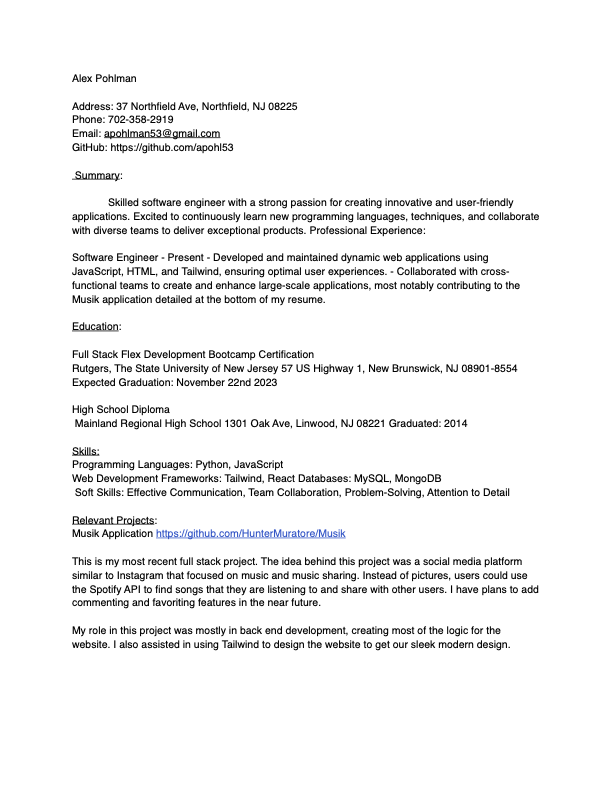 Alex Pohlman
Address: 37 Northfield Ave, Northfield, NJ 08225
Phone: 702-358-2919
Email: apohlman53@gmail.com
GitHub: https://github.com/apohl53
Summary:
Skilled software engineer with a strong passion for creating innovative and user-friendly
applications. Excited to continuously learn new programming languages, techniques, and collaborate
with diverse teams to deliver exceptional products. Professional Experience:
Software Engineer - Present - Developed and maintained dynamic web applications using
JavaScript, HTML, and Tailwind, ensuring optimal user experiences. - Collaborated with cross-
functional teams to create and enhance large-scale applications, most notably contributing to the
Musik application detailed at the bottom of my resume.
Education:
Full Stack Flex Development Bootcamp Certification
Rutgers, The State University of New Jersey 57 US Highway 1, New Brunswick, NJ 08901-8554
Expected Graduation: November 22nd 2023
High School Diploma
Mainland Regional High School 1301 Oak Ave, Linwood, NJ 08221 Graduated: 2014
Skills:
Programming Languages: Python, JavaScript
Web Development Frameworks: Tailwind, React Databases: MySQL, MongoDB
Soft Skills: Effective Communication, Team Collaboration, Problem-Solving, Attention to Detail
Relevant Projects:
Musik Application https://github.com/HunterMuratore/Musik
This is my most recent full stack project. The idea behind this project was a social media platform
similar to Instagram that focused on music and music sharing. Instead of pictures, users could use
the Spotify API to find songs that they are listening to and share with other users. I have plans to add
commenting and favoriting features in the near future.
My role in this project was mostly in back end development, creating most of the logic for the
website. I also assisted in using Tailwind to design the website to get our sleek modern design.